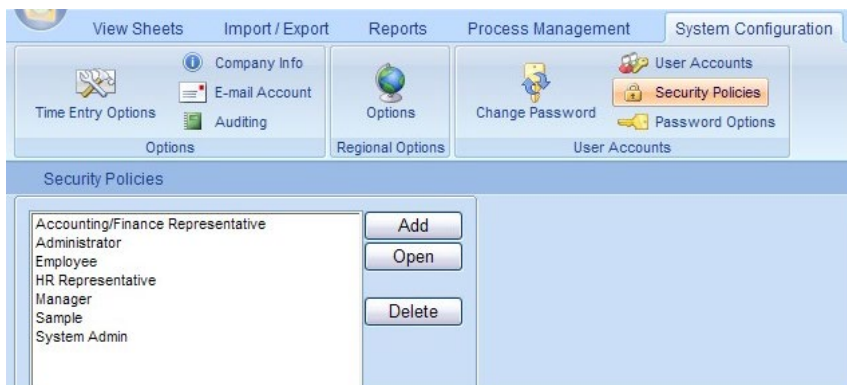 View Sheets Import / Export Reports Process Management System Configuration
Time Entry Options
Company Info
E-mail Account
Auditing
Options
Options
Regional Options
Change Password
User Accounts
Security Policies
Password Options
User Accounts
Security Policies
Accounting/Finance Representative
Administrator
Employee
HR Representative
Manager
Sample
System Admin
Add
Open
Delete